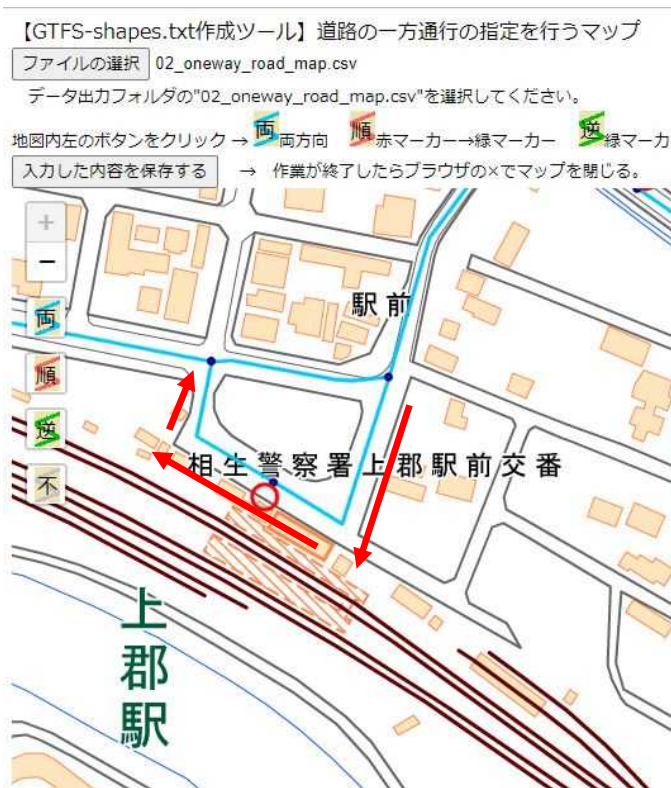 【GTFS-shapes.txt作成ツール】道路の一方通行の指定を行うマップ
ファイルの選択 02_oneway_road_map.csv
データ出力フォルダの"02_oneway_road_map.csv"を選択してください。
地図内左のボタンをクリック → 両 両方向 順 赤マーカー→緑マーカー 逆 緑マーカ
入力した内容を保存する → 作業が終了したらブラウザの×でマップを閉じる。
+
−
両
順
逆
不
駅前
相生警察署上郡駅前交番
上郡駅